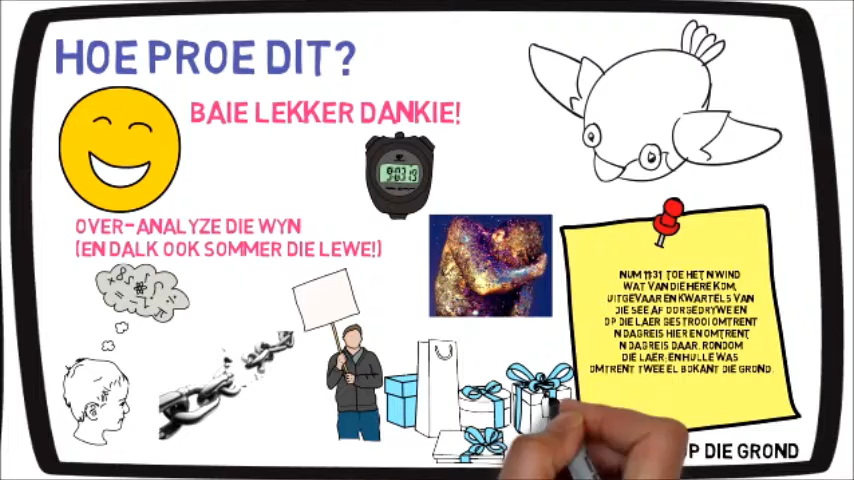 HOE PROE DIT?
BAIE LEKKER DANKIE!
OVER-ANALYZE DIE WYN
(EN DALK OOK SOMMER DIE LEWE!)
NUM 11:31 TOE HET 'N WIND
WAT VAN DIE HERE KOM,
UITGEVAAR EN KWARTELS VAN
DIE SEE AF OORGEDRYWE EN
OP DIE LAER GESTROOI OMTRENT
'N DAGREIS HIER EN OMTRENT
'N DAGREIS DAAR, RONDOM
DIE LAER; EN HULLE WAS
OMTRENT TWEE EL BOKANT DIE GROND.
OP DIE GROND